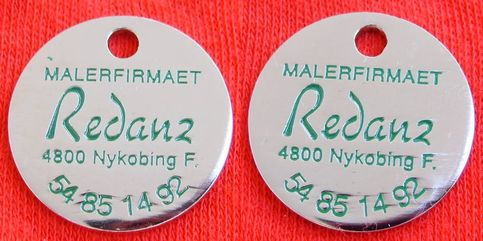 MALERFIRMAET
Redanz
4800 Nykobing F.
54 85 14 92
MALERFIRMAET
Redanz
4800 Nykobing F.
54 85 14 92